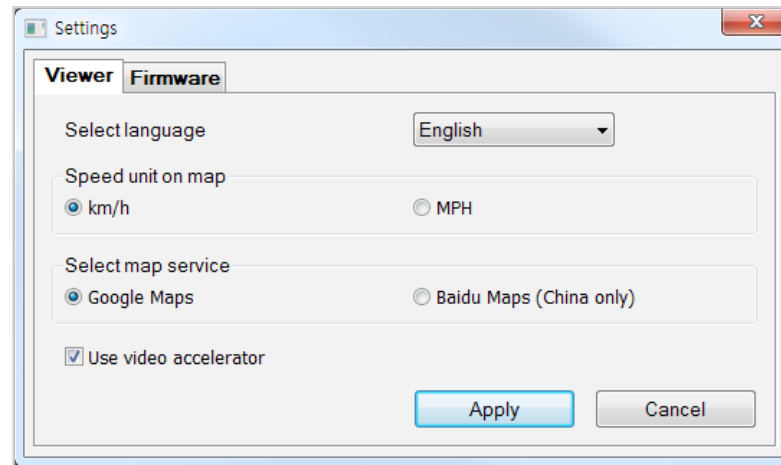 Settings
Viewer Firmware
Select language English
Speed unit on map
km/h MPH
Select map service
Google Maps Baidu Maps (China only)
Use video accelerator
Apply Cancel